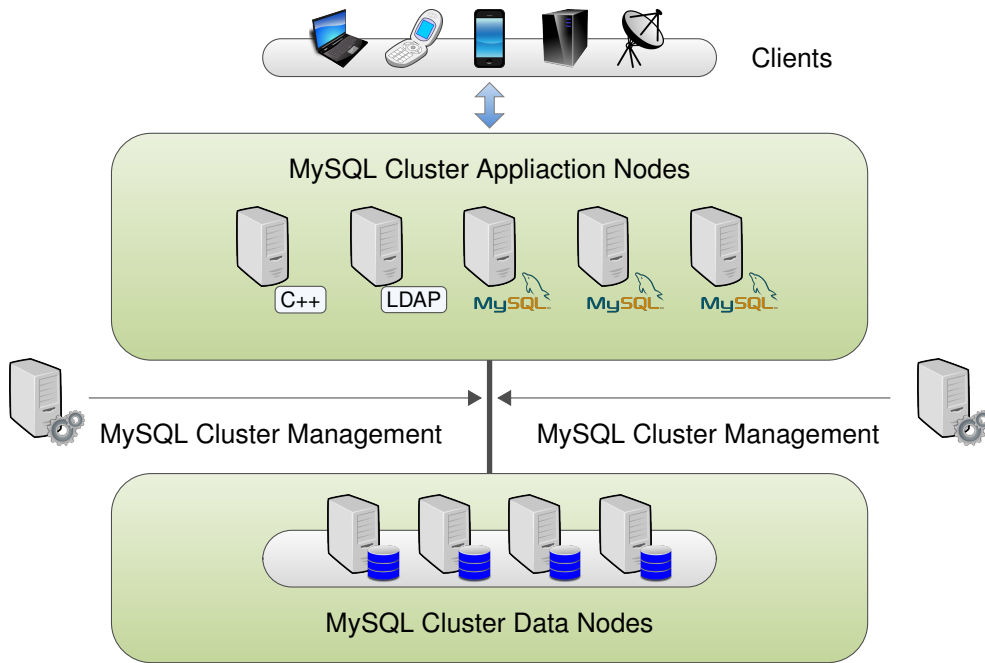 Clients
MySQL Cluster Appliaction Nodes
C++
LDAP
MySQL
MySQL
MySQL
MySQL Cluster Management
MySQL Cluster Management
MySQL Cluster Data Nodes